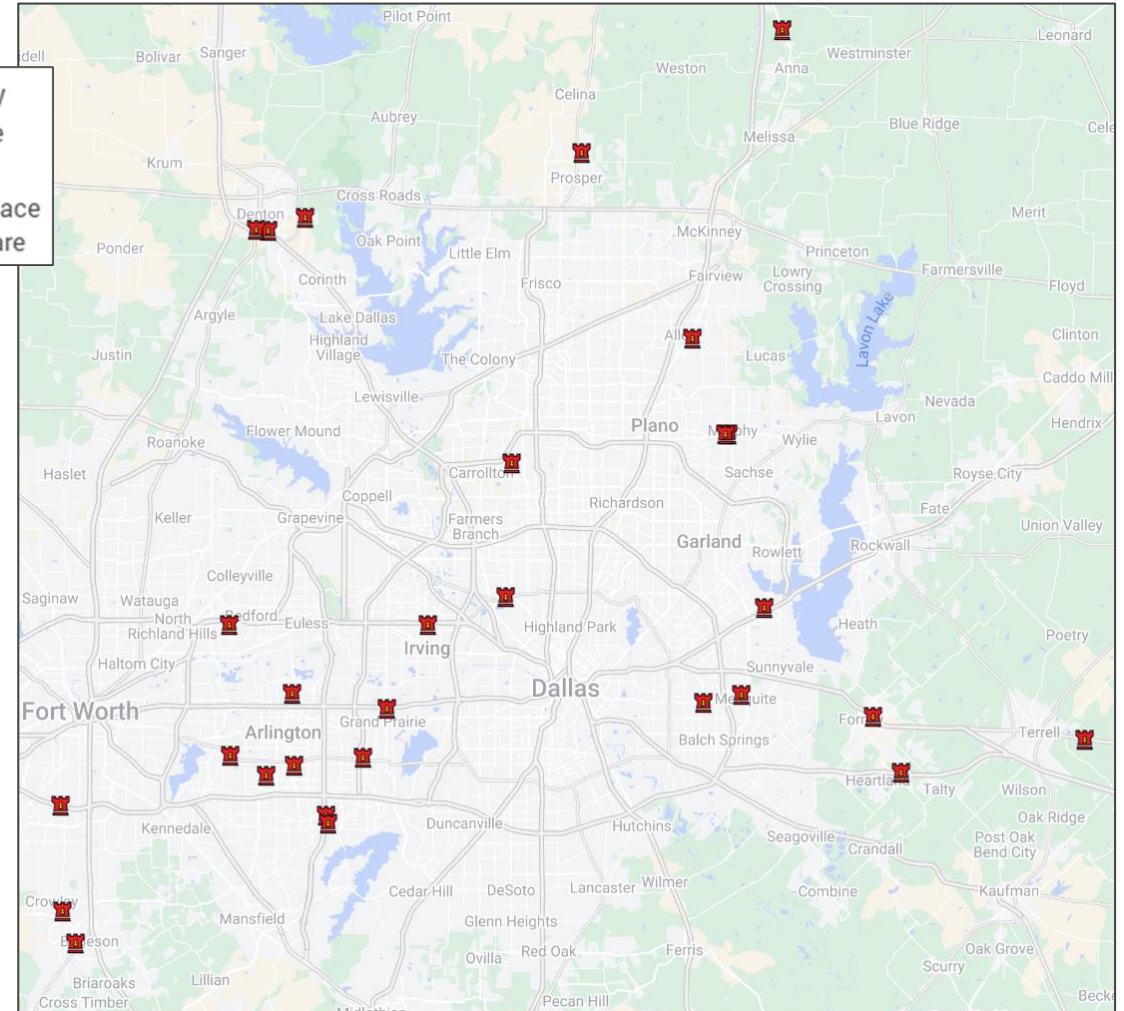 Pilot Point
Leonard
Bolivar
Sanger
Westminster
Weston
Anna
Celina
Aubrey
Blue Ridge
Melissa
Krum
Prosper
ace
Cross Roads
Denton
Merit
McKinney
Oak Point
Ponder
Little Elm
Princeton
Corinth
Frisco
Fairview
Lowry
Crossing
Farmersville
Floyd
Argyle
Lake Dallas
Lavon Lake
Clinton
Highland
Village
Justin
The Colony
Lucas
Caddo Mill
Lewisville
Nevada
Lavon
Hendrix
Plano
Flower Mound
Roanoke
Wylie
Haslet
Carrollton
Sachse
Royse City
Coppell
Richardson
Fate
Keller
Grapevine
Farmers
Branch
Union Valley
Garland
Rowlett
Rockwall
Colleyville
Saginaw
Watauga
North
Richland Hills
Bedford
Euless
Highland Park
Heath
Poetry
Irving
Haltom City
Sunnyvale
Dallas
Fort Worth
Grand Prairie
Arlington
Terrell
Balch Springs
Heartland
Talty
Wilson
Kennedale
Duncanville
Hutchins
Oak Ridge
Seagoville
Post Oak
Bend City
Crandall
Cedar Hill
DeSoto
Lancaster
Wilmer
Combine
Kaufman
Mansfield
Glenn Heights
Ovilla
Red Oak
Ferris
Oak Grove
Lillian
Scurry
Briaroaks
Cross Timber
Pecan Hill